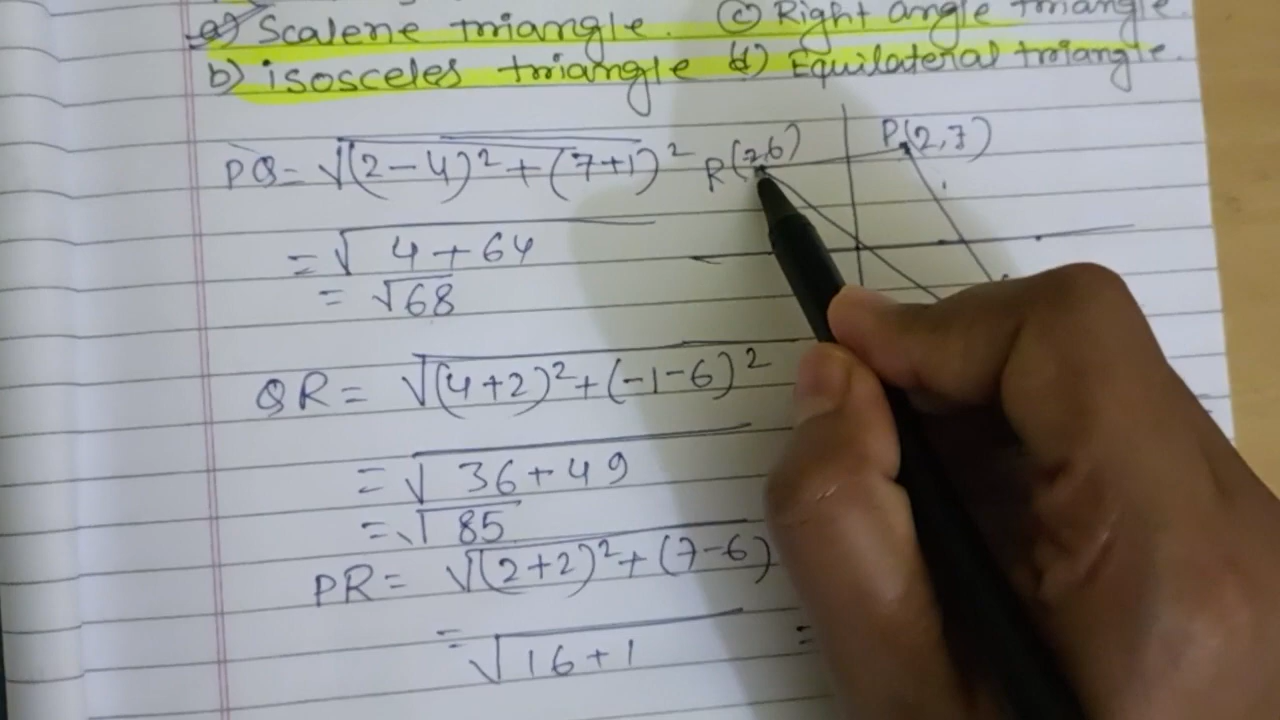 a) Scalene triangle. c) Right angle triangle.
b) isosceles triangle d) Equilateral triangle.
PQ = √(2-4)² + (7+1)²
R( 6)
P(2,7)
= √4+64
= √68
QR = √(4+2)² + (-1-6)²
= √36+49
= √85
PR = √(2+2)² + (7-6)
= √16+1
=